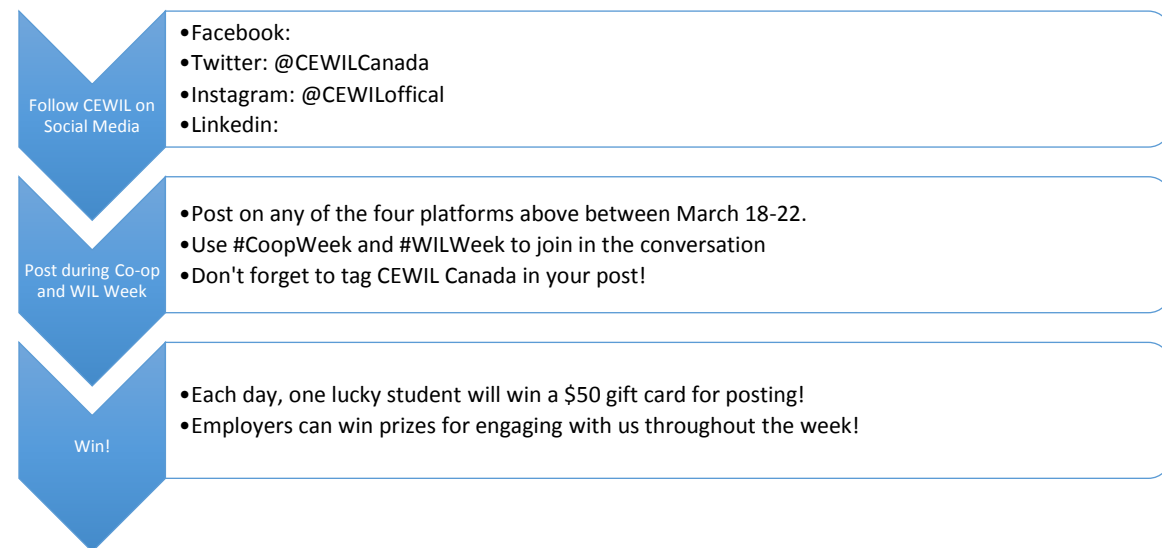 Follow CEWIL on
Social Media
•Facebook:
•Twitter: @CEWILCanada
•Instagram: @CEWILoffical
•Linkedin:
Post during Co-op
and WIL Week
•Post on any of the four platforms above between March 18-22.
•Use #CoopWeek and #WILWeek to join in the conversation
•Don't forget to tag CEWIL Canada in your post!
Win!
•Each day, one lucky student will win a $50 gift card for posting!
•Employers can win prizes for engaging with us throughout the week!